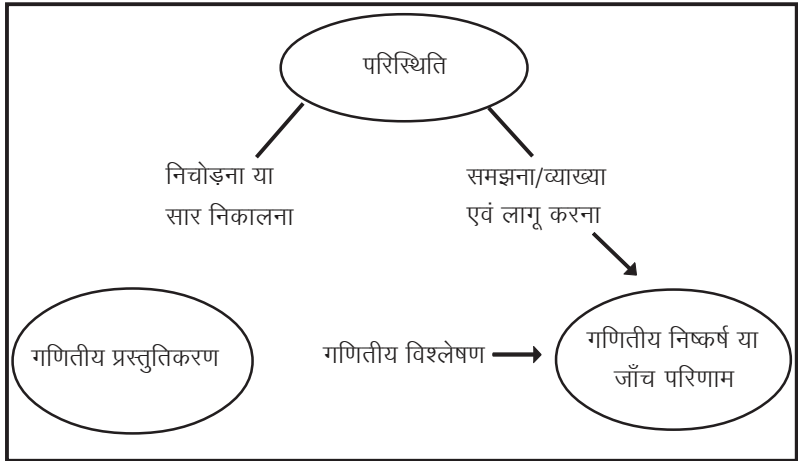 परिस्थिति
निचोड़ना या
सार निकालना
समझना/व्याख्या
एवं लागू करना
गणितीय प्रस्तुतिकरण
गणितीय विश्लेषण
गणितीय निष्कर्ष या
जाँच परिणाम